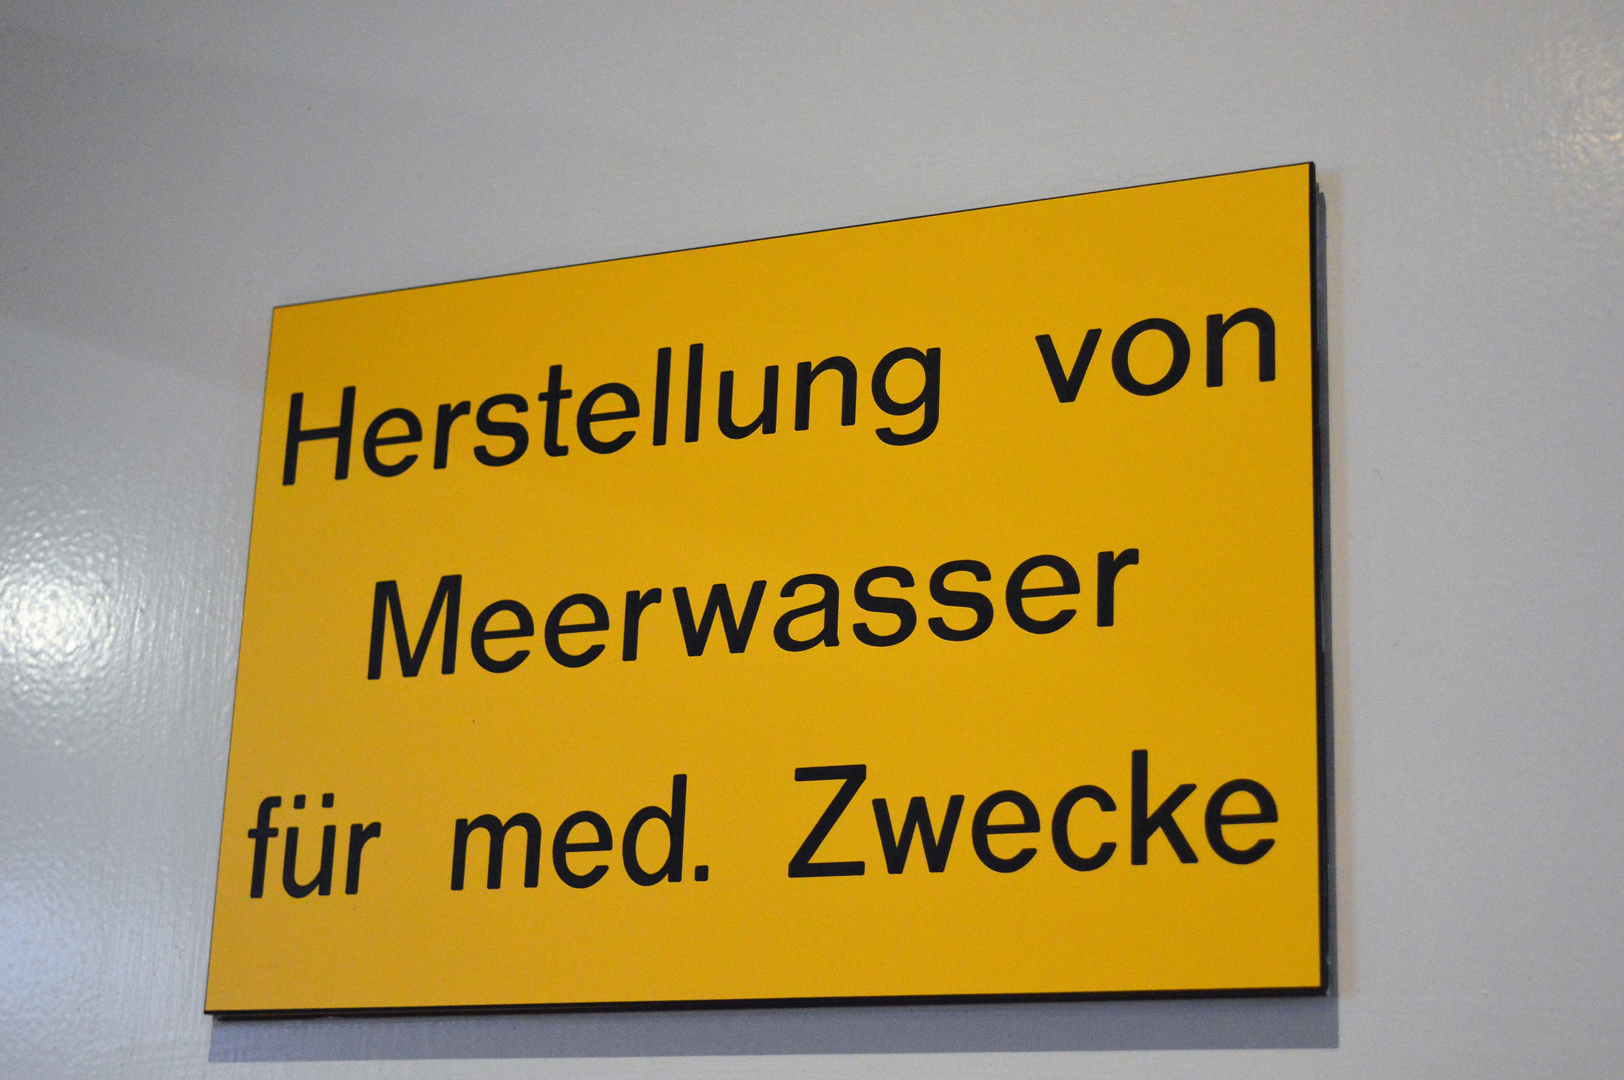 Herstellung von
Meerwasser
für med. Zwecke